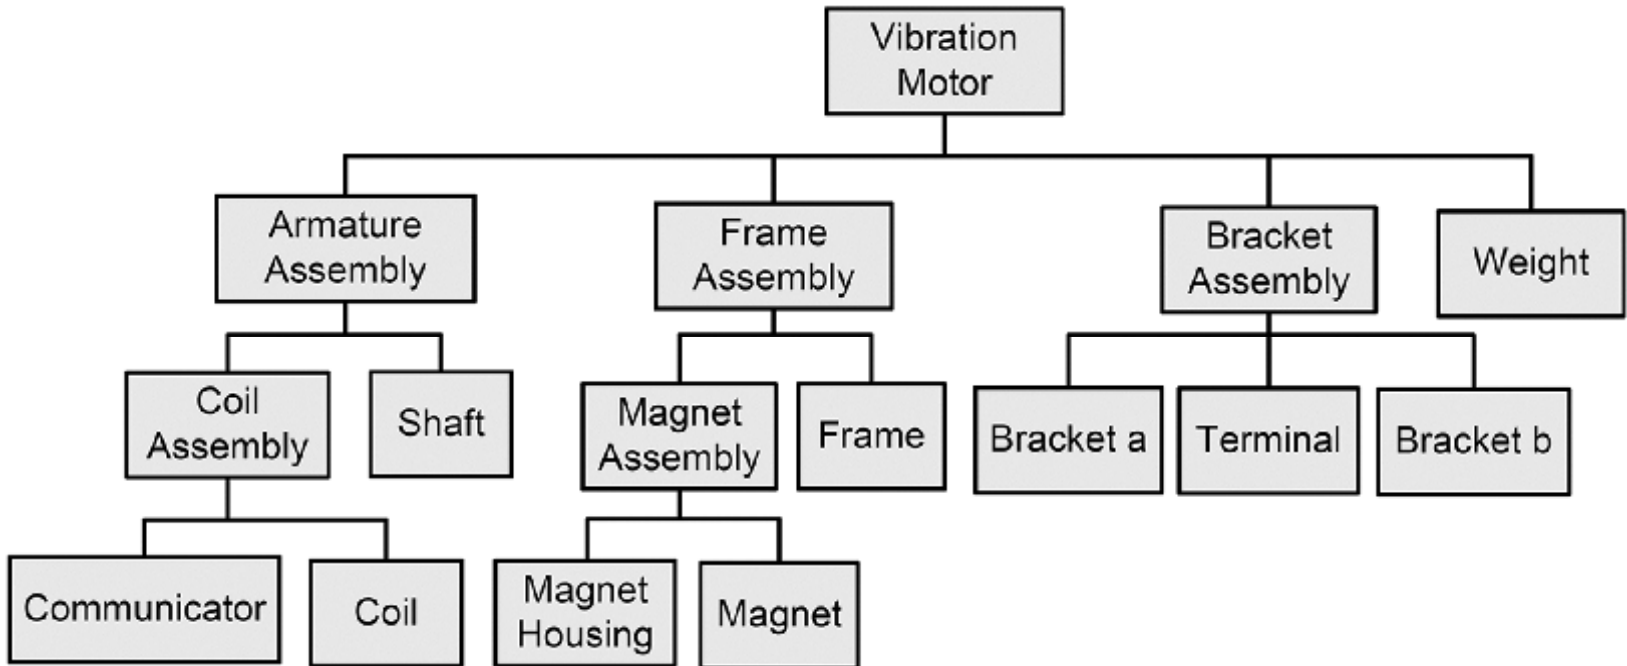 Vibration
Motor
Armature
Assembly
Frame
Assembly
Bracket
Assembly
Weight
Coil
Assembly
Shaft
Magnet
Assembly
Frame
Bracket a
Terminal
Bracket b
Communicator
Coil
Magnet
Housing
Magnet